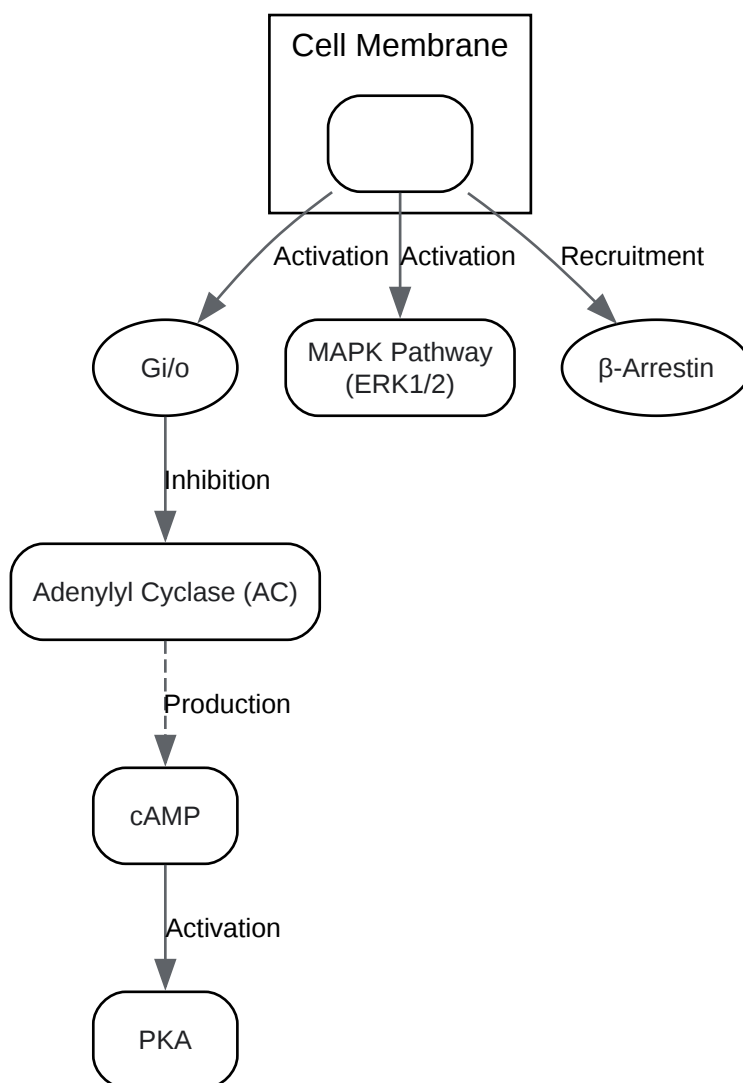 Cell Membrane
Activation
Activation
Recruitment
Gi/o
MAPK Pathway
(ERK1/2)
β-Arrestin
Inhibition
Adenylyl Cyclase (AC)
Production
cAMP
Activation
PKA